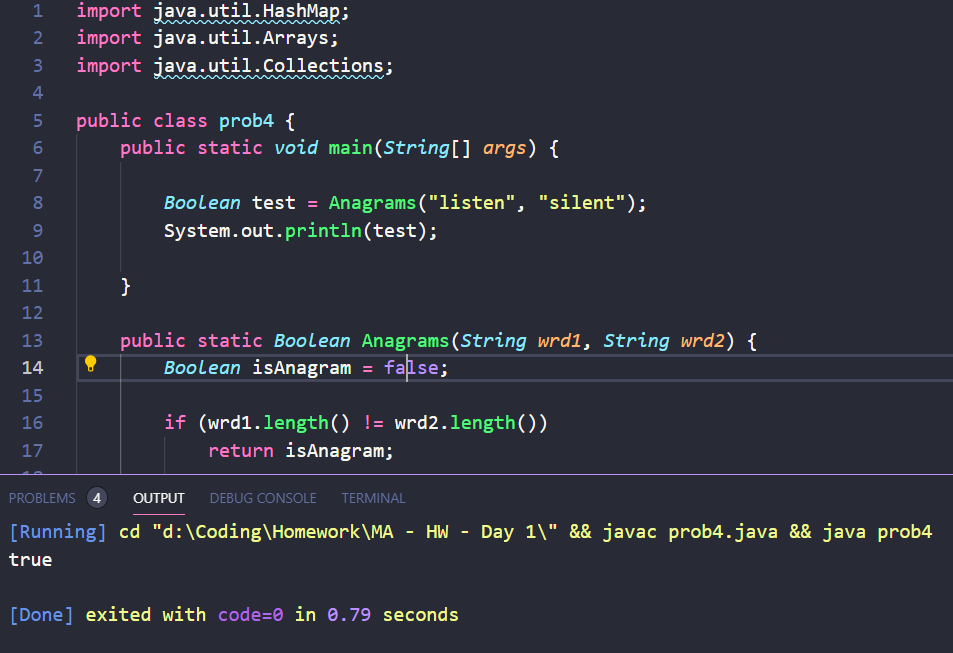 1 import java.util.HashMap;
2 import java.util.Arrays;
3 import java.util.Collections;
4
5 public class prob4 {
6 public static void main(String[] args) {
7
8 Boolean test = Anagrams("listen", "silent");
9 System.out.println(test);
10
11 }
12
13 public static Boolean Anagrams(String wrd1, String wrd2) {
14 Boolean isAnagram = false;
15
16 if (wrd1.length() != wrd2.length())
17 return isAnagram;
PROBLEMS 4 OUTPUT DEBUG CONSOLE TERMINAL
[Running] cd "d:\Coding\Homework\MA - HW - Day 1\" && javac prob4.java && java prob4
true
[Done] exited with code=0 in 0.79 seconds